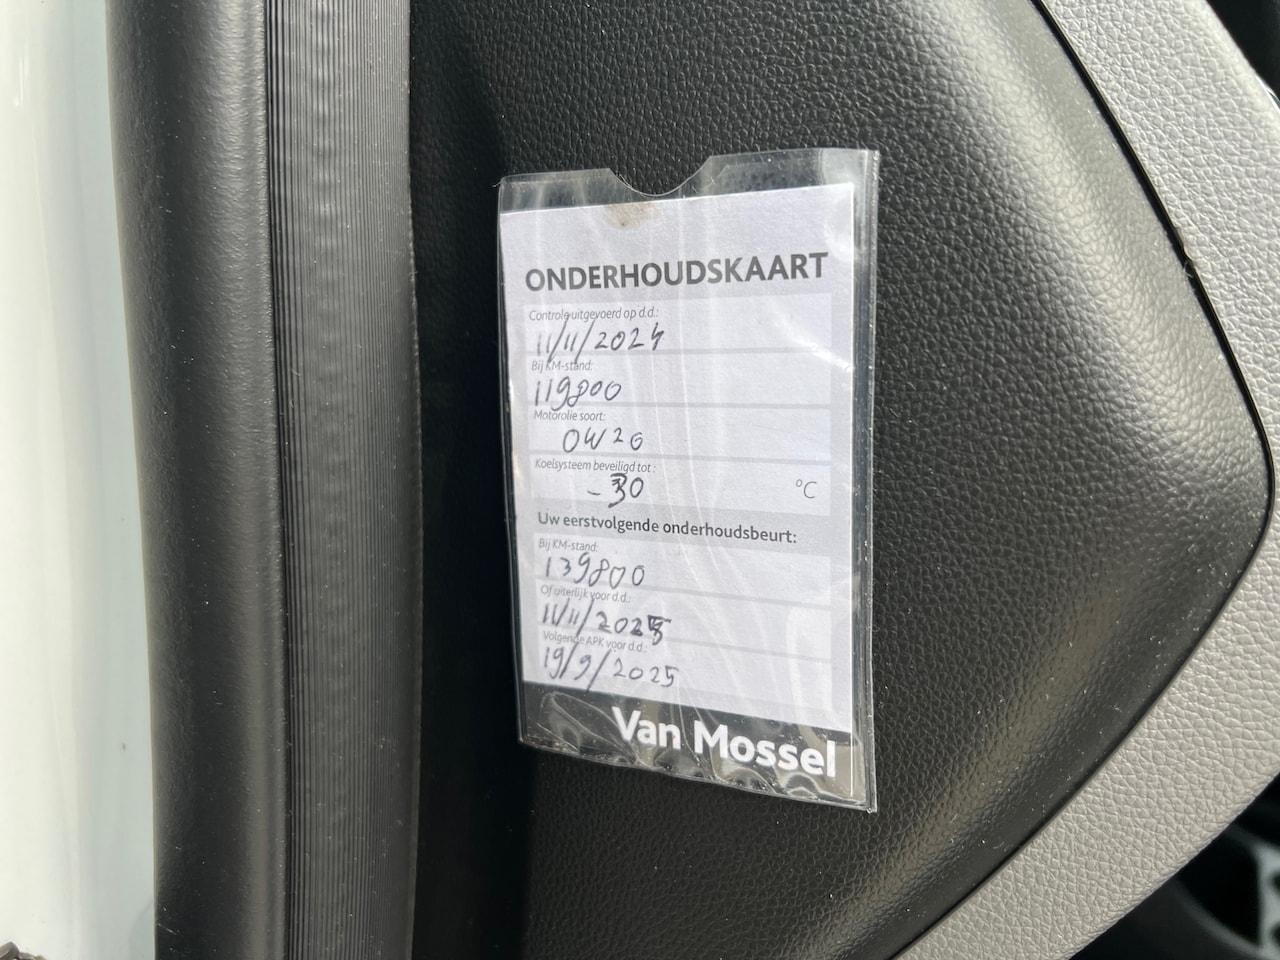 ONDERHOUDSKAART
Controle uitgevoerd op d.d.:
11/11/2024
Bij KM-stand:
119800
Motorolie soort:
0W20
Koelsysteem beveiligd tot:
-30 °C
Uw eerstvolgende onderhoudsbeurt:
Bij KM-stand:
139800
Of uiterlijk voor d.d.:
11/11/2025
Volgende APK voor d.d.:
19/9/2025
Van Mossel